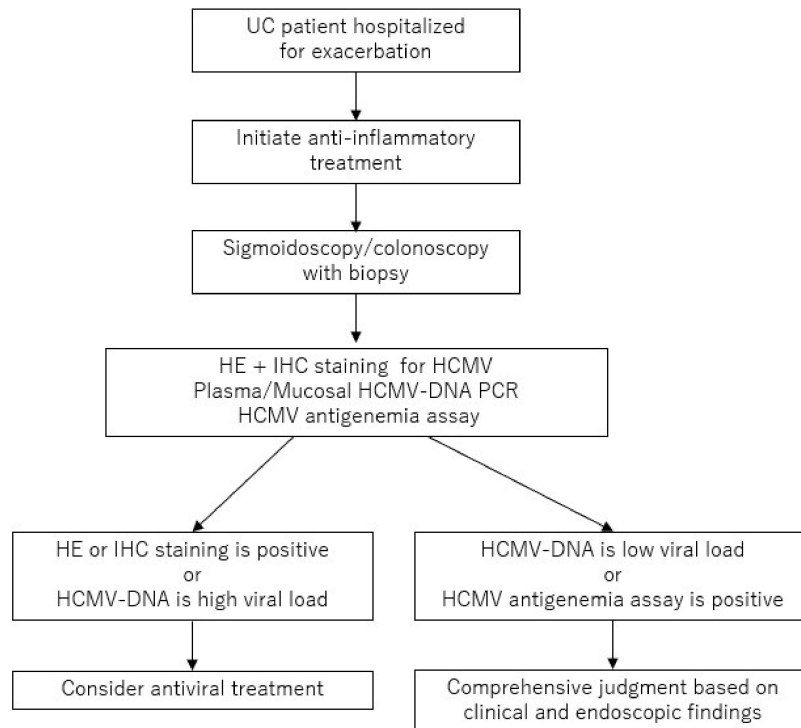 UC patient hospitalized
for exacerbation
Initiate anti-inflammatory
treatment
Sigmoidoscopy/colonoscopy
with biopsy
HE + IHC staining for HCMV
Plasma/Mucosal HCMV-DNA PCR
HCMV antigenemia assay
HE or IHC staining is positive
or
HCMV-DNA is high viral load
HCMV-DNA is low viral load
or
HCMV antigenemia assay is positive
Consider antiviral treatment
Comprehensive judgment based on
clinical and endoscopic findings